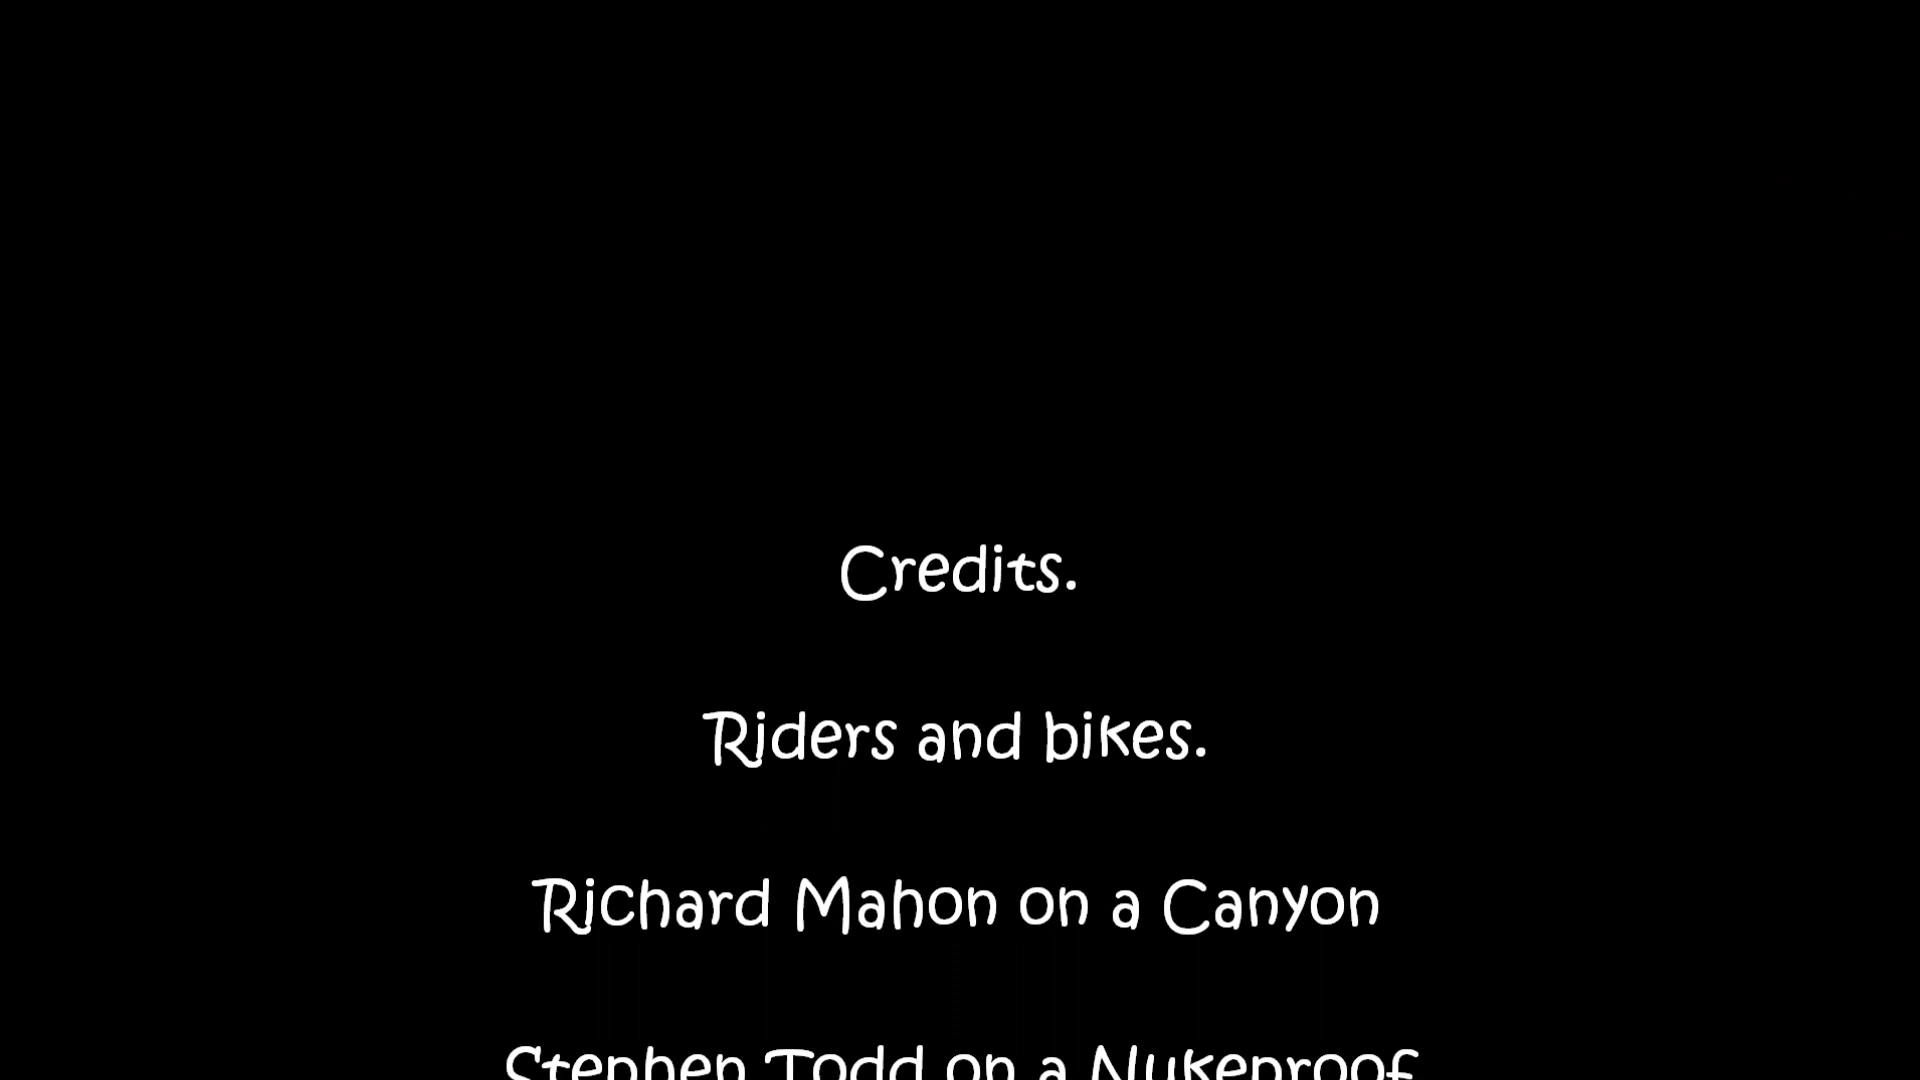 Credits.
Riders and bikes.
Richard Mahon on a Canyon
Stephen Todd on a Nukeproof